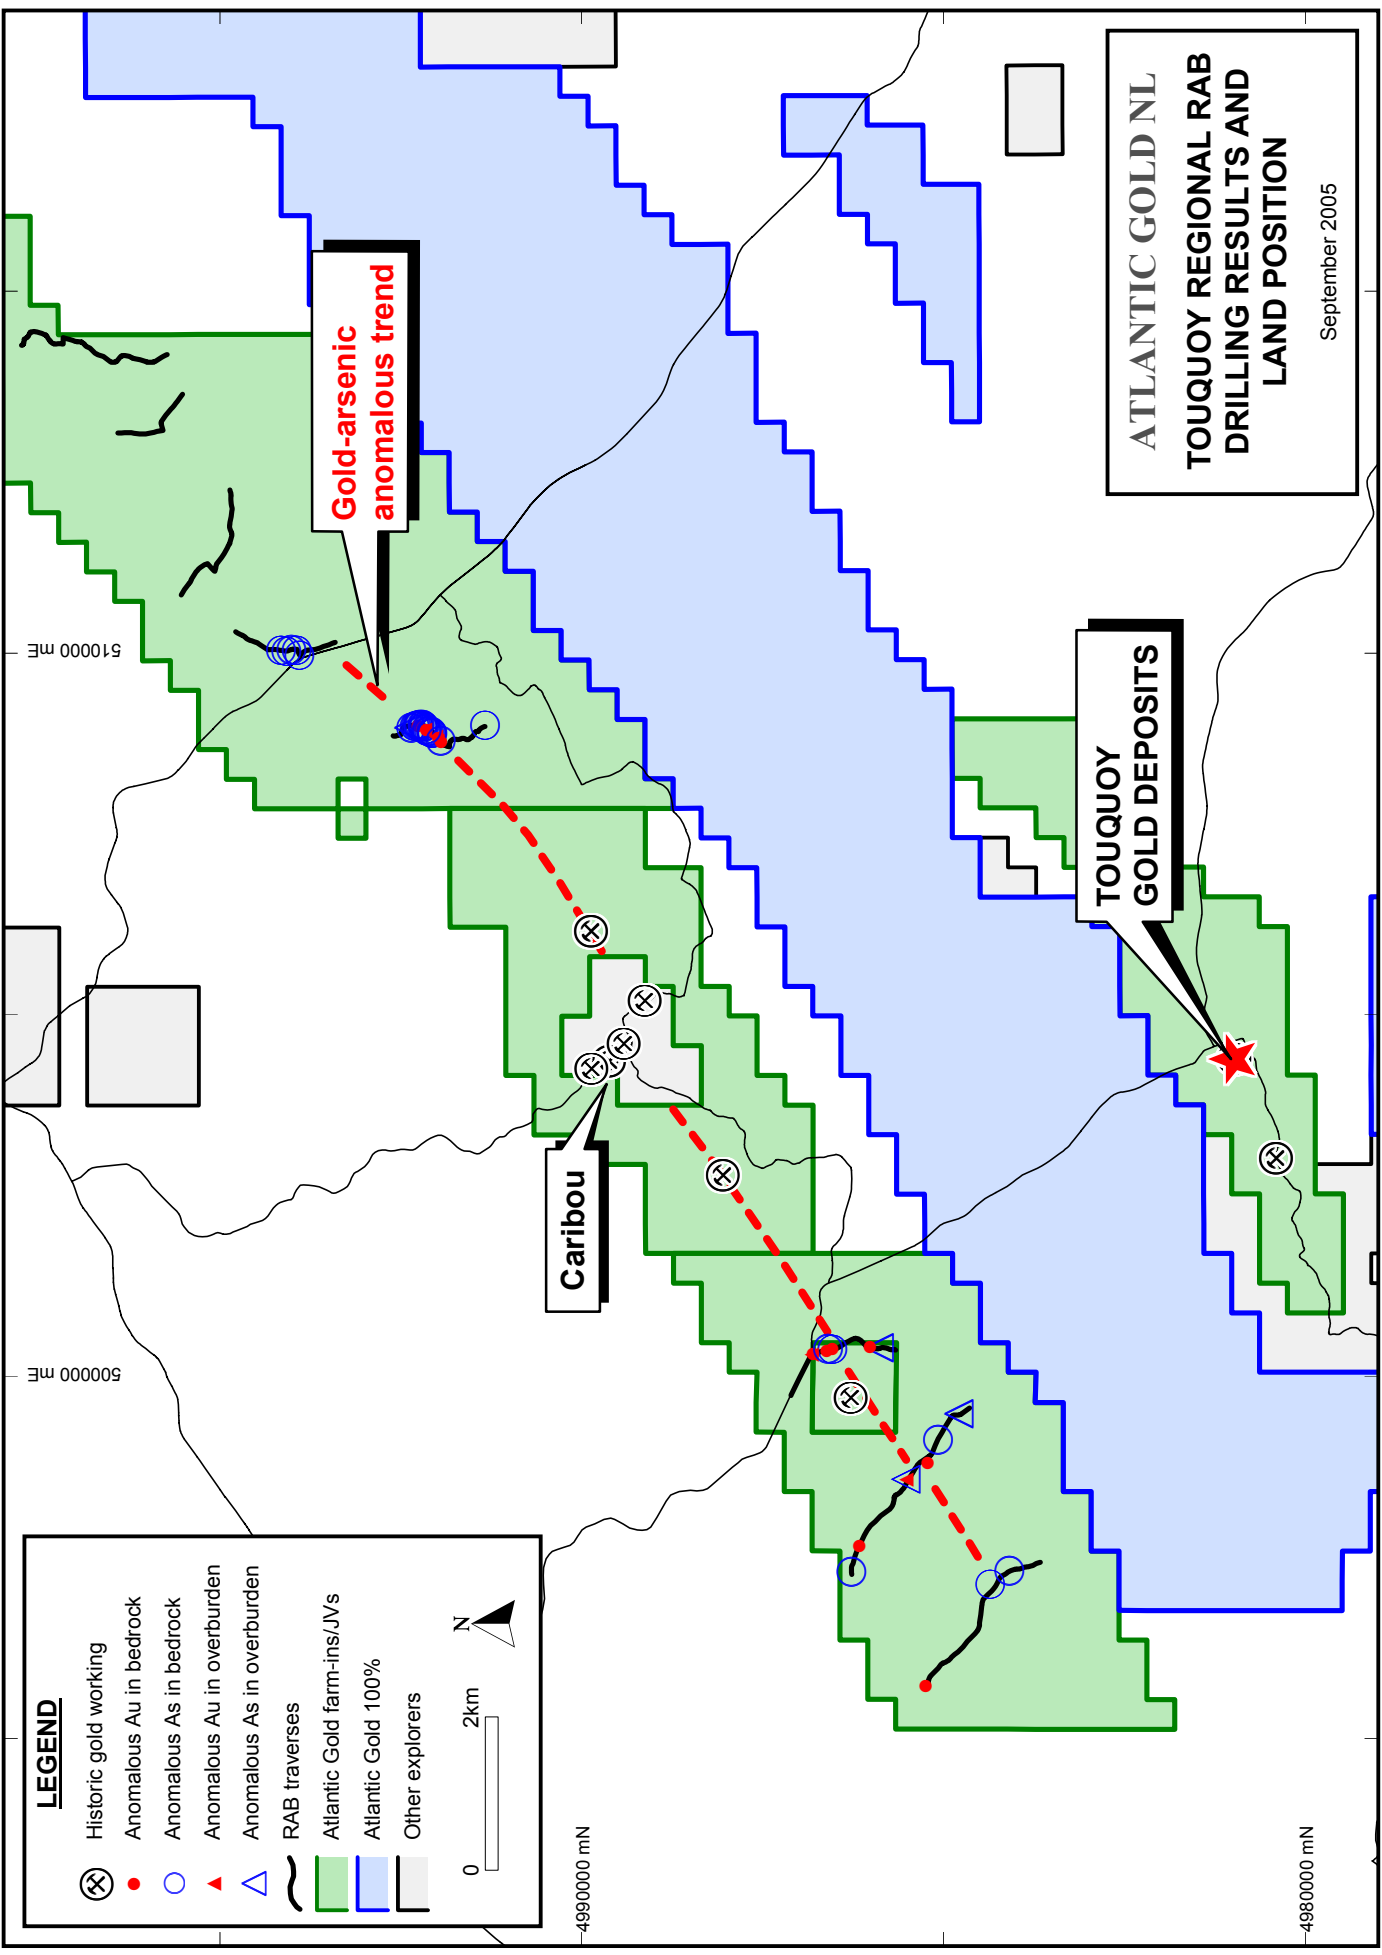 LEGEND
Historic gold working
Anomalous Au in bedrock
Anomalous As in bedrock
Anomalous Au in overburden
Anomalous As in overburden
RAB traverses
Atlantic Gold farm-ins/JVs
Atlantic Gold 100%
Other explorers
0
2km
N
500000 mE
510000 mE
4990000 mN
4980000 mN
Gold-arsenic
anomalous trend
Caribou
TOUQUOY
GOLD DEPOSITS
ATLANTIC GOLD NL
TOUQUOY REGIONAL RAB
DRILLING RESULTS AND
LAND POSITION
September 2005